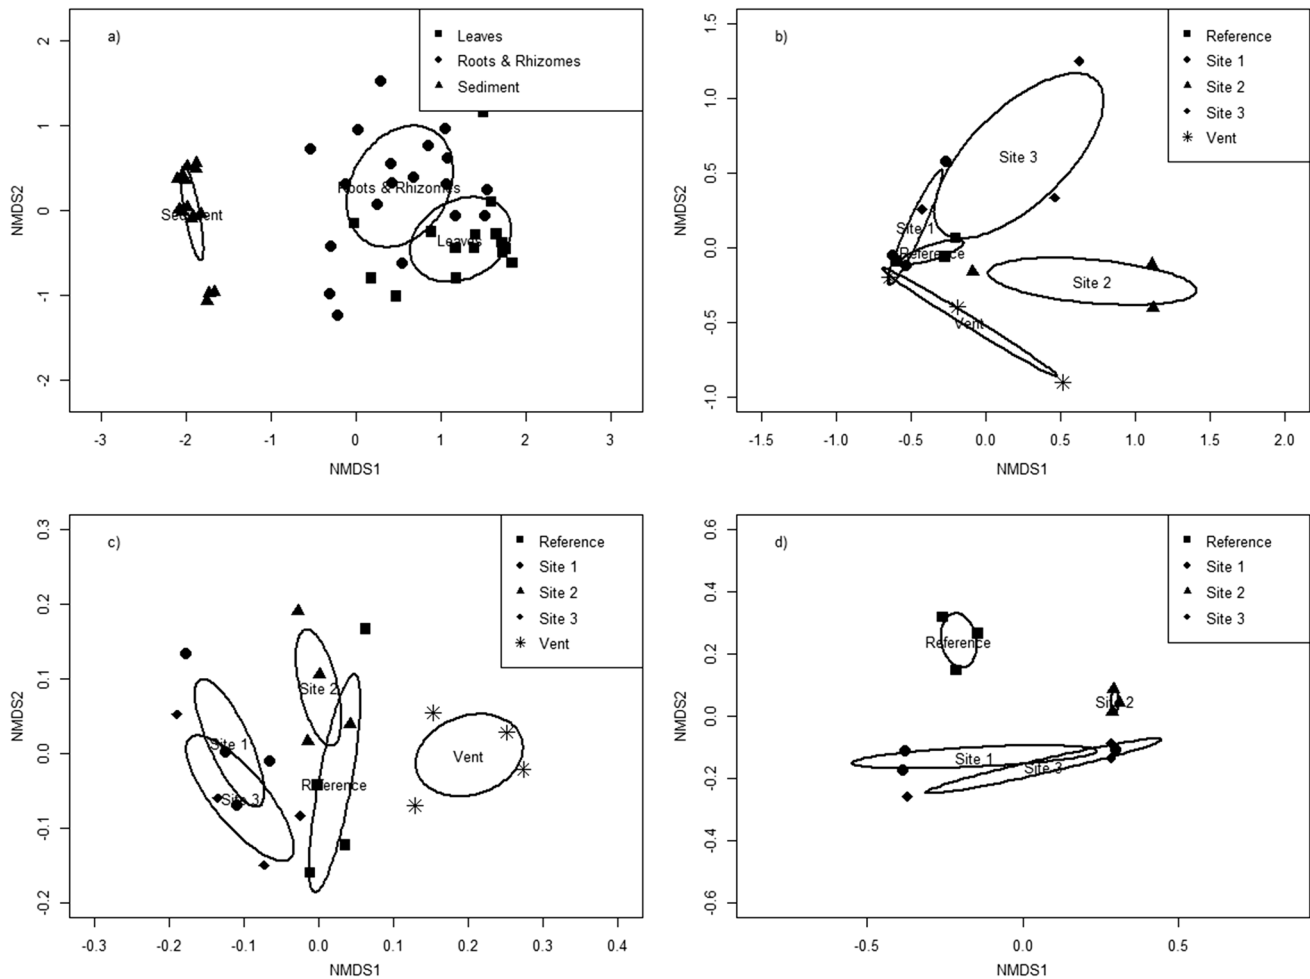 a)
Leaves
Roots & Rhizomes
Sediment
2
1
0
-1
-2
NMDS2
Sediment
Roots & Rhizomes
Leaves
-3 -2 -1 0 1 2 3
NMDS1
b)
Reference
Site 1
Site 2
Site 3
Vent
1.5
1.0
0.5
0.0
-0.5
-1.0
NMDS2
Site 3
Site 1
Reference
Site 2
Vent
-1.5 -1.0 -0.5 0.0 0.5 1.0 1.5 2.0
NMDS1
c)
Reference
Site 1
Site 2
Site 3
Vent
0.3
0.2
0.1
0.0
-0.1
-0.2
NMDS2
Site 2
Site 1
Vent
Reference
Site 3
-0.3 -0.2 -0.1 0.0 0.1 0.2 0.3 0.4
NMDS1
d)
Reference
Site 1
Site 2
Site 3
0.6
0.4
0.2
0.0
-0.2
-0.4
-0.6
NMDS2
Reference
Site 2
Site 1
Site 3
-0.5 0.0 0.5
NMDS1